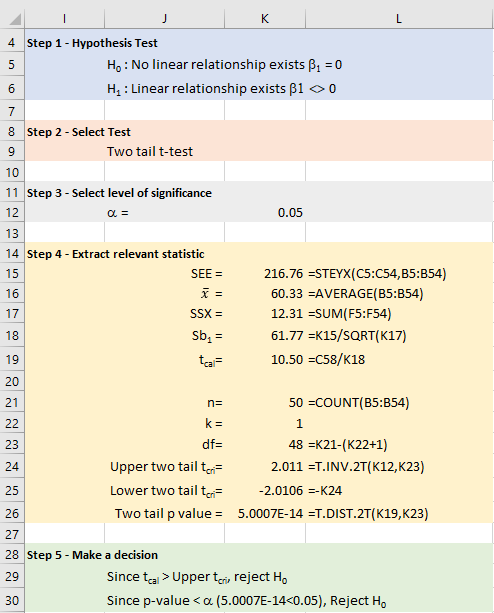 I J K L
4 Step 1 - Hypothesis Test
5 H₀ : No linear relationship exists β₁ = 0
6 H₁ : Linear relationship exists β1 <> 0
7
8 Step 2 - Select Test
9 Two tail t-test
10
11 Step 3 - Select level of significance
12 α = 0.05
13
14 Step 4 - Extract relevant statistic
15 SEE = 216.76 =STEYX(C5:C54,B5:B54)
16 x̄ = 60.33 =AVERAGE(B5:B54)
17 SSX = 12.31 =SUM(F5:F54)
18 Sb₁ = 61.77 =K15/SQRT(K17)
19 tcal= 10.50 =C58/K18
20
21 n= 50 =COUNT(B5:B54)
22 k = 1
23 df= 48 =K21-(K22+1)
24 Upper two tail tcri= 2.011 =T.INV.2T(K12,K23)
25 Lower two tail tcri= -2.0106 =-K24
26 Two tail p value = 5.0007E-14 =T.DIST.2T(K19,K23)
27
28 Step 5 - Make a decision
29 Since tcal > Upper tcri, reject H₀
30 Since p-value < α (5.0007E-14<0.05), Reject H₀